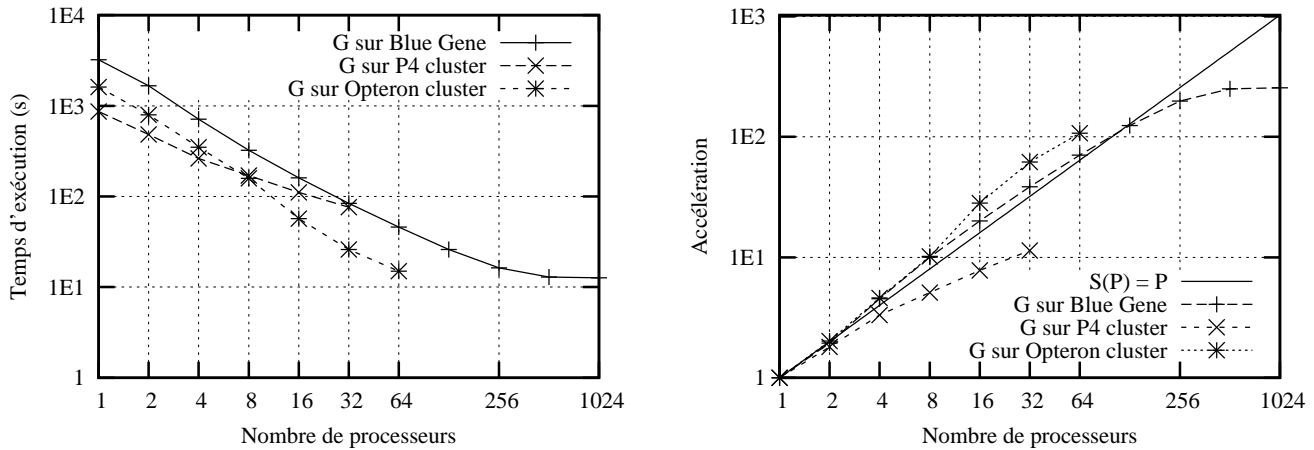 1E4
1E3
1E2
1E1
1
Temps d'exécution (s)
G sur Blue Gene
G sur P4 cluster
G sur Opteron cluster
1 2 4 8 16 32 64 256 1024
Nombre de processeurs
1E3
1E2
1E1
1
Accélération
S(P) = P
G sur Blue Gene
G sur P4 cluster
G sur Opteron cluster
1 2 4 8 16 32 64 256 1024
Nombre de processeurs